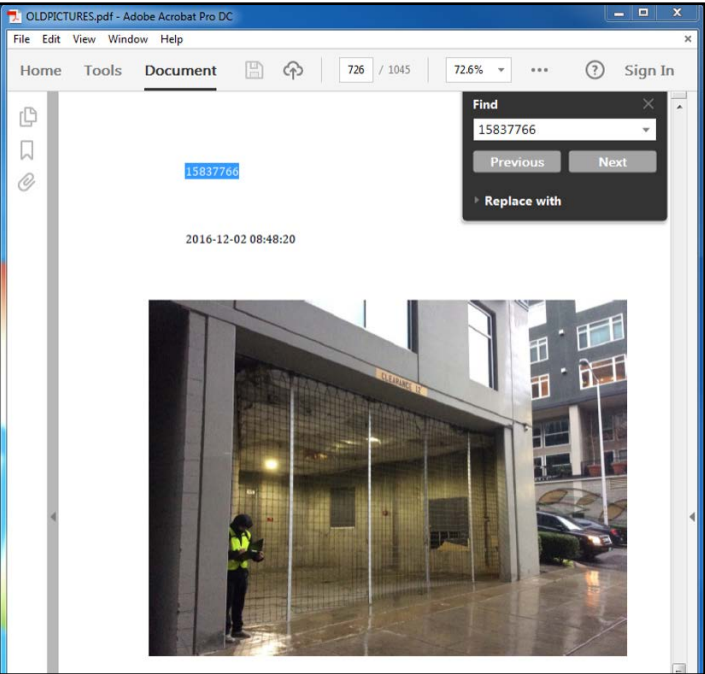 OLDPICTURES.pdf - Adobe Acrobat Pro DC
File Edit View Window Help
Home Tools Document 726 / 1045 72.6% Sign In
Find
15837766
Previous Next
Replace with
15837766
2016-12-02 08:48:20
CLEARANCE